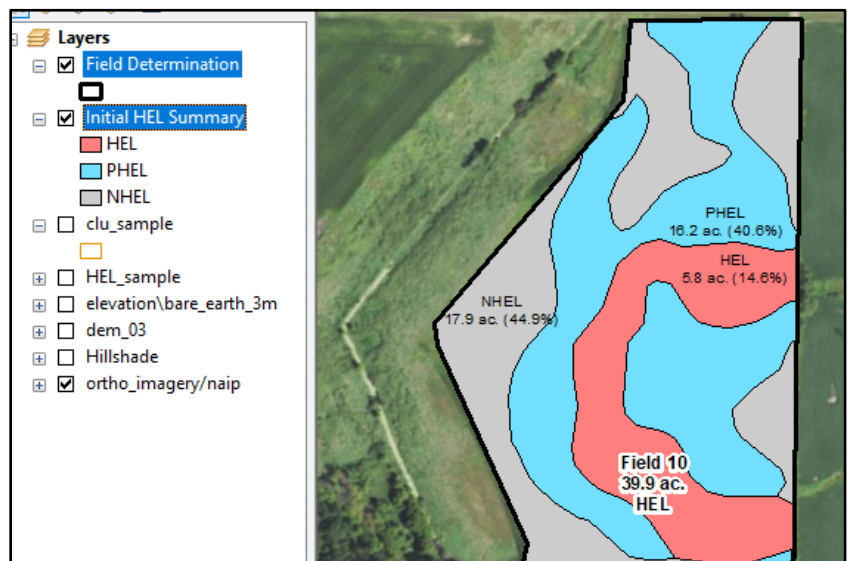 Layers
Field Determination
Initial HEL Summary
HEL
PHEL
NHEL
clu_sample
HEL_sample
elevation\bare_earth_3m
dem_03
Hillshade
ortho_imagery/naip
PHEL
16.2 ac. (40.6%)
HEL
5.8 ac. (14.6%)
NHEL
17.9 ac. (44.9%)
Field 10
39.9 ac.
HEL